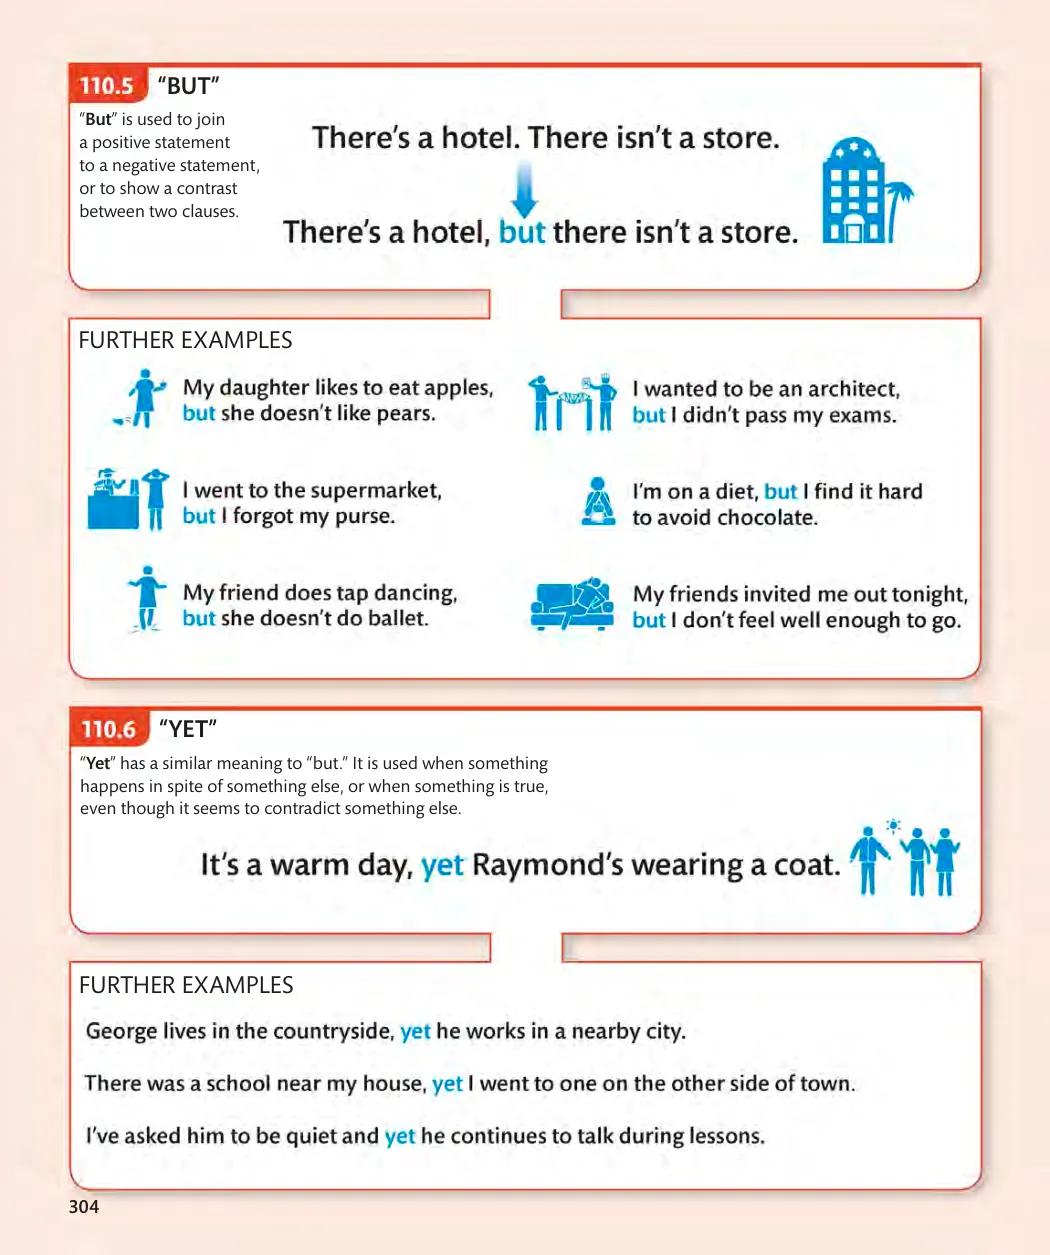 110.5 “BUT”
“But” is used to join
a positive statement
to a negative statement,
or to show a contrast
between two clauses.
There’s a hotel. There isn’t a store.
There’s a hotel, but there isn’t a store.
FURTHER EXAMPLES
My daughter likes to eat apples,
but she doesn’t like pears.
I wanted to be an architect,
but I didn’t pass my exams.
I went to the supermarket,
but I forgot my purse.
I’m on a diet, but I find it hard
to avoid chocolate.
My friend does tap dancing,
but she doesn’t do ballet.
My friends invited me out tonight,
but I don’t feel well enough to go.
110.6 “YET”
“Yet” has a similar meaning to “but.” It is used when something
happens in spite of something else, or when something is true,
even though it seems to contradict something else.
It’s a warm day, yet Raymond’s wearing a coat.
FURTHER EXAMPLES
George lives in the countryside, yet he works in a nearby city.
There was a school near my house, yet I went to one on the other side of town.
I’ve asked him to be quiet and yet he continues to talk during lessons.
304